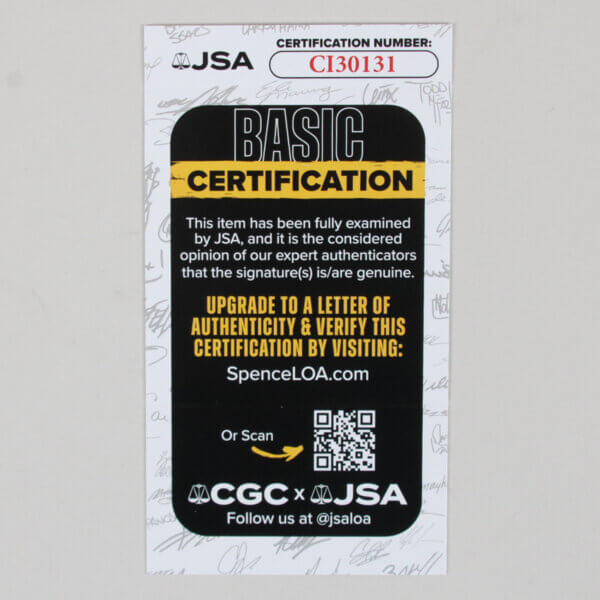 JSA
CERTIFICATION NUMBER:
CI30131
BASIC
CERTIFICATION
This item has been fully examined
by JSA, and it is the considered
opinion of our expert authenticators
that the signature(s) is/are genuine.
UPGRADE TO A LETTER OF
AUTHENTICITY & VERIFY THIS
CERTIFICATION BY VISITING:
SpenceLOA.com
Or Scan
CGC x JSA
Follow us at @jsaloa